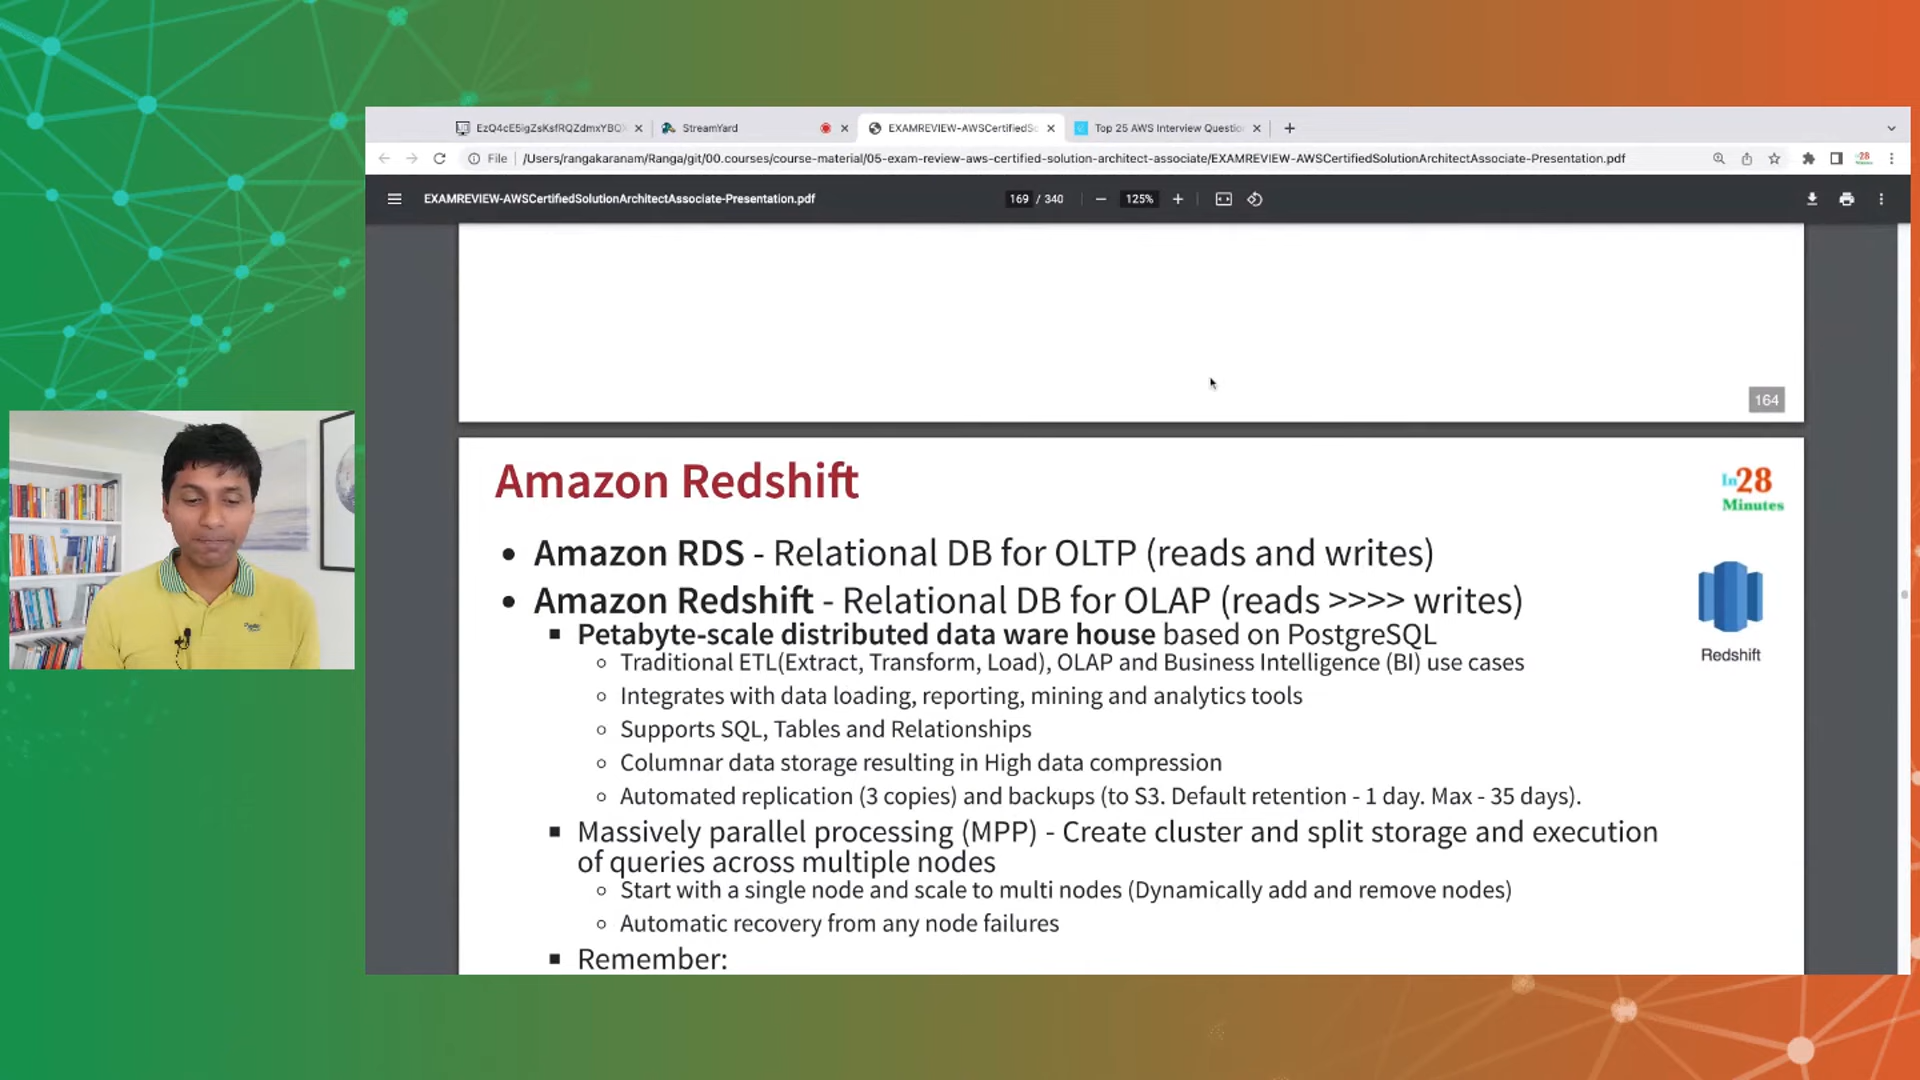 EzQ4cE5igZsKsfRQZdmxYBQX
StreamYard
EXAMREVIEW-AWSCertifiedSo
Top 25 AWS Interview Questio
File
/Users/rangakaranam/Ranga/git/00.courses/course-material/05-exam-review-aws-certified-solution-architect-associate/EXAMREVIEW-AWSCertifiedSolutionArchitectAssociate-Presentation.pdf
EXAMREVIEW-AWSCertifiedSolutionArchitectAssociate-Presentation.pdf
169 / 340
125%
164
Amazon Redshift
In28
Minutes
• Amazon RDS - Relational DB for OLTP (reads and writes)
• Amazon Redshift - Relational DB for OLAP (reads >>>> writes)
▪ Petabyte-scale distributed data ware house based on PostgreSQL
○ Traditional ETL(Extract, Transform, Load), OLAP and Business Intelligence (BI) use cases
Redshift
○ Integrates with data loading, reporting, mining and analytics tools
○ Supports SQL, Tables and Relationships
○ Columnar data storage resulting in High data compression
○ Automated replication (3 copies) and backups (to S3. Default retention - 1 day. Max - 35 days).
▪ Massively parallel processing (MPP) - Create cluster and split storage and execution
of queries across multiple nodes
○ Start with a single node and scale to multi nodes (Dynamically add and remove nodes)
○ Automatic recovery from any node failures
▪ Remember: